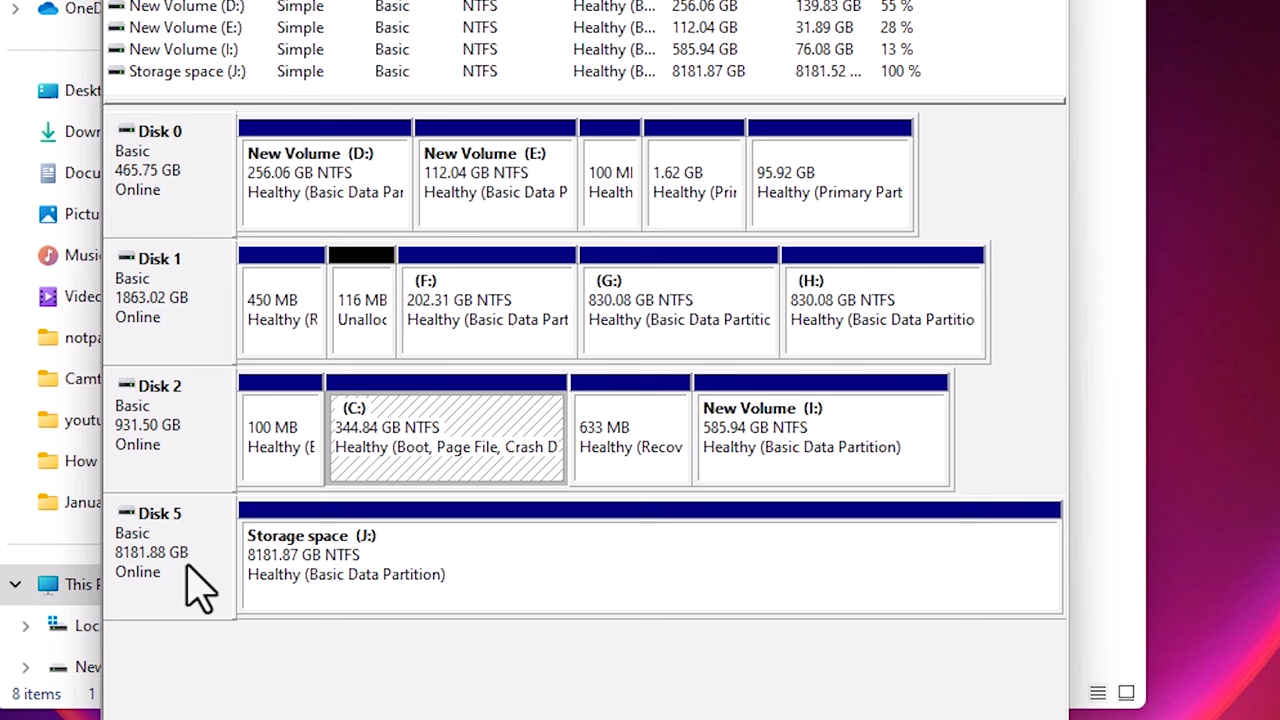 OneD
New Volume (D:) Simple Basic NTFS Healthy (B... 256.06 GB 139.83 GB 55 %
New Volume (E:) Simple Basic NTFS Healthy (B... 112.04 GB 31.89 GB 28 %
New Volume (I:) Simple Basic NTFS Healthy (B... 585.94 GB 76.08 GB 13 %
Storage space (J:) Simple Basic NTFS Healthy (B... 8181.87 GB 8181.52 ... 100 %
Deskt
Down
Docu
Pictu
Music
Video
notpa
Camt
youtu
How
Janua
This P
Loc
New
8 items 1
Disk 0
Basic
465.75 GB
Online
New Volume (D:)
256.06 GB NTFS
Healthy (Basic Data Par
New Volume (E:)
112.04 GB NTFS
Healthy (Basic Data P
100 MI
Health
1.62 GB
Healthy (Prir
95.92 GB
Healthy (Primary Part
Disk 1
Basic
1863.02 GB
Online
450 MB
Healthy (R
116 MB
Unalloc
(F:)
202.31 GB NTFS
Healthy (Basic Data Part
(G:)
830.08 GB NTFS
Healthy (Basic Data Partitic
(H:)
830.08 GB NTFS
Healthy (Basic Data Partitio
Disk 2
Basic
931.50 GB
Online
100 MB
Healthy (E
(C:)
344.84 GB NTFS
Healthy (Boot, Page File, Crash D
633 MB
Healthy (Recov
New Volume (I:)
585.94 GB NTFS
Healthy (Basic Data Partition)
Disk 5
Basic
8181.88 GB
Online
Storage space (J:)
8181.87 GB NTFS
Healthy (Basic Data Partition)